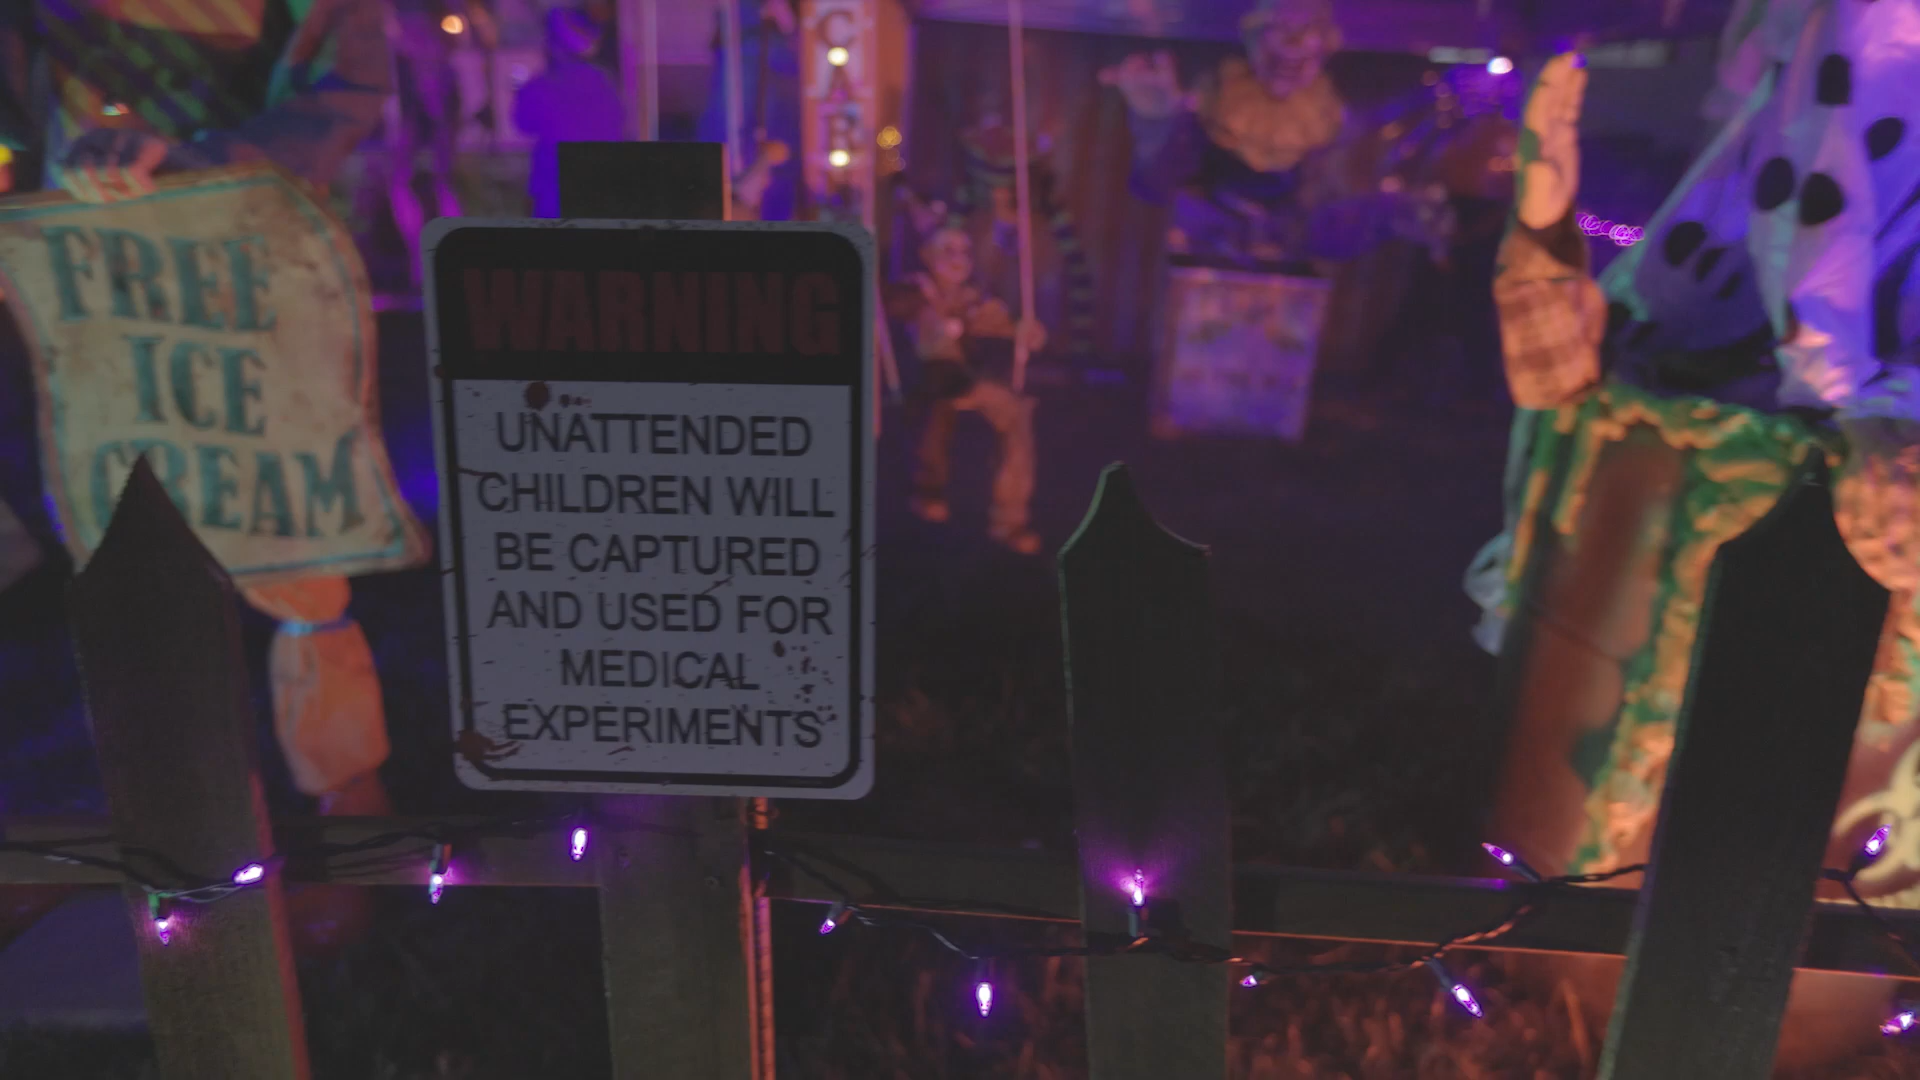 FREE
ICE
CREAM
WARNING
UNATTENDED
CHILDREN WILL
BE CAPTURED
AND USED FOR
MEDICAL
EXPERIMENTS